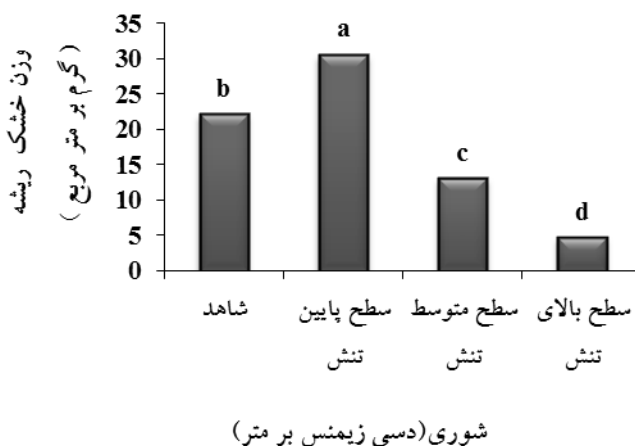 وزن خشک ریشه
( گرم بر متر مربع )
35
30
25
20
15
10
5
0
b
a
c
d
شاهد
سطح پایین
تنش
سطح متوسط
تنش
سطح بالای
تنش
شوری(دسی زیمنس بر متر)